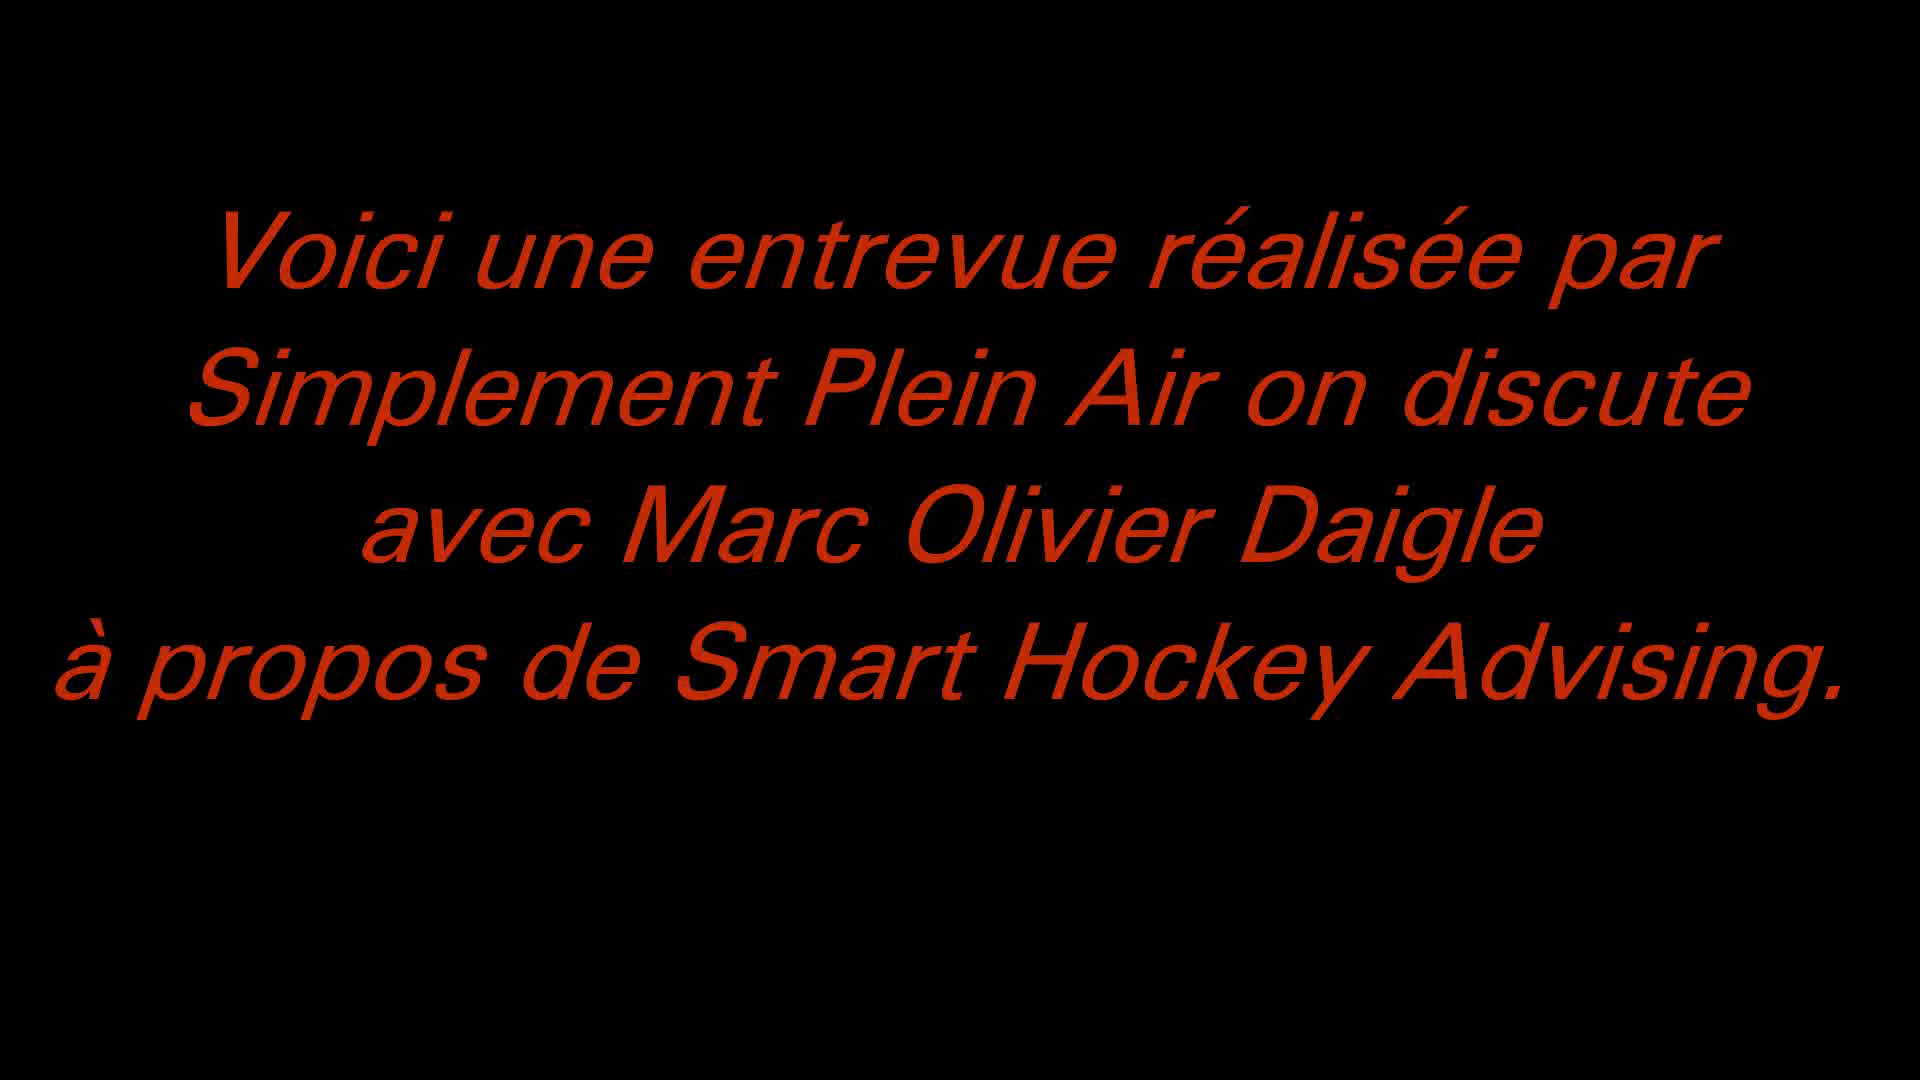 Voici une entrevue réalisée par
Simplement Plein Air on discute
avec Marc Olivier Daigle
à propos de Smart Hockey Advising.